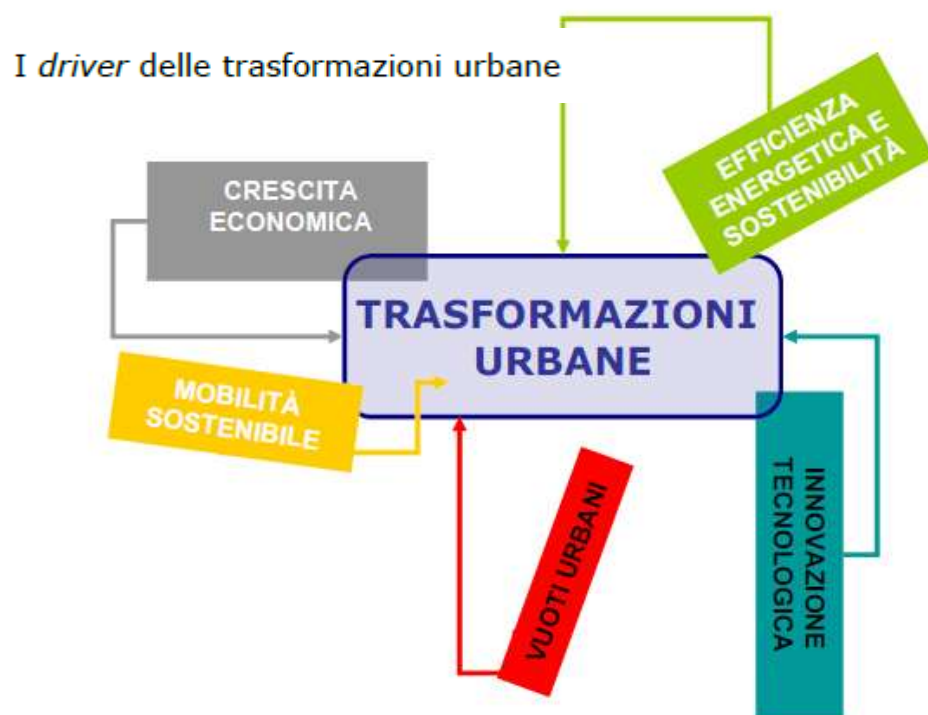 I driver delle trasformazioni urbane
EFFICIENZA
ENERGETICA E
SOSTENIBILITÀ
CRESCITA
ECONOMICA
TRASFORMAZIONI
URBANE
MOBILITÀ
SOSTENIBILE
VUOTI URBANI
INNOVAZIONE
TECNOLOGICA